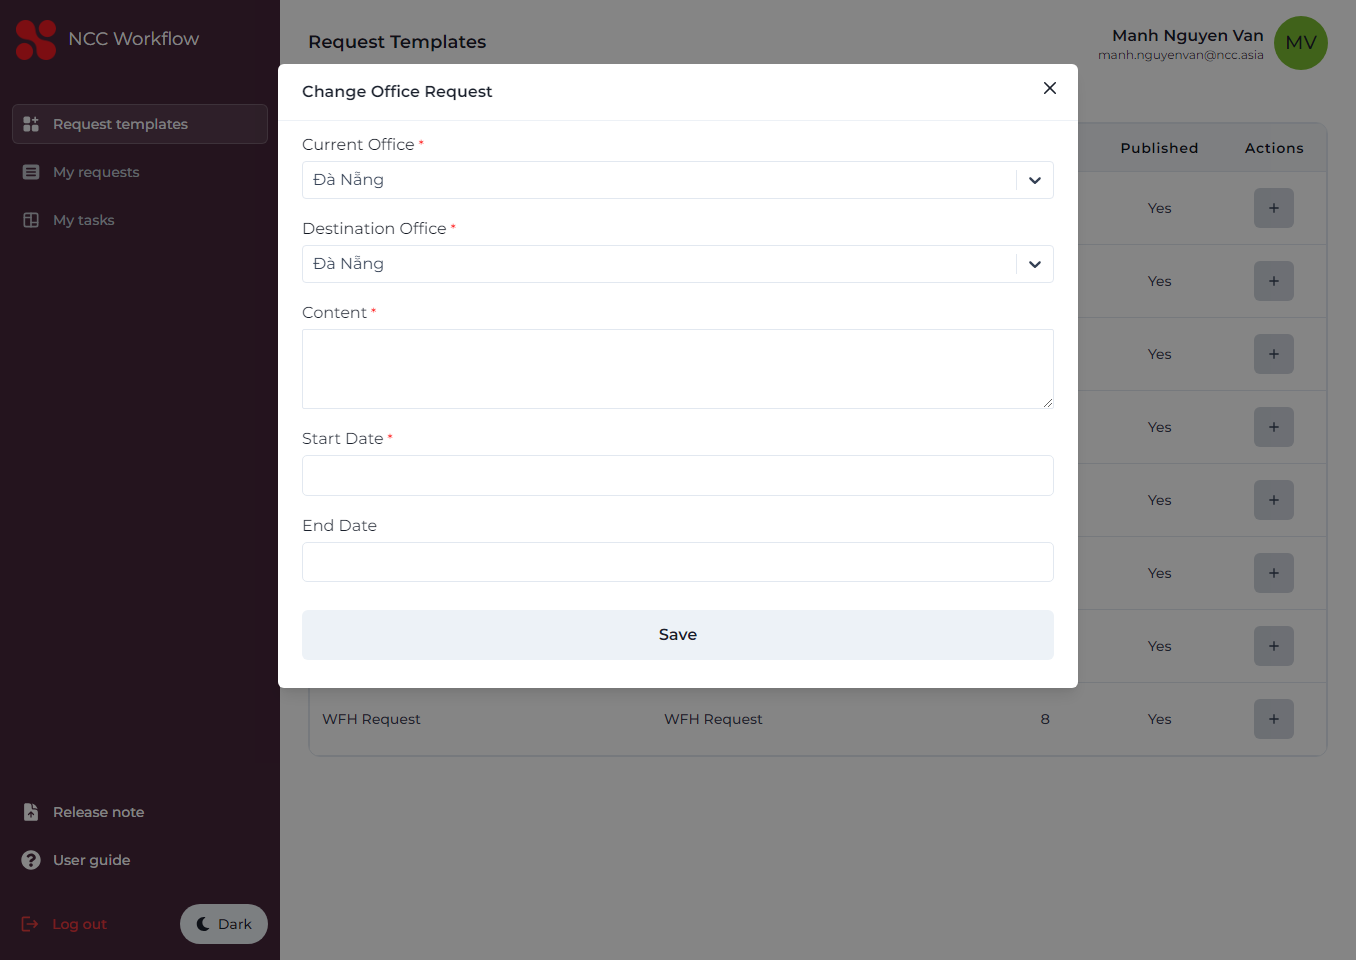 NCC Workflow
Request templates
My requests
My tasks
Release note
User guide
Log out
Dark
Request Templates
Manh Nguyen Van
manh.nguyenvan@ncc.asia
MV
Change Office Request
Current Office *
Đà Nẵng
Destination Office *
Đà Nẵng
Content *
Start Date *
End Date
Save
Published Actions
Yes +
Yes +
Yes +
Yes +
Yes +
Yes +
Yes +
WFH Request WFH Request 8 Yes +